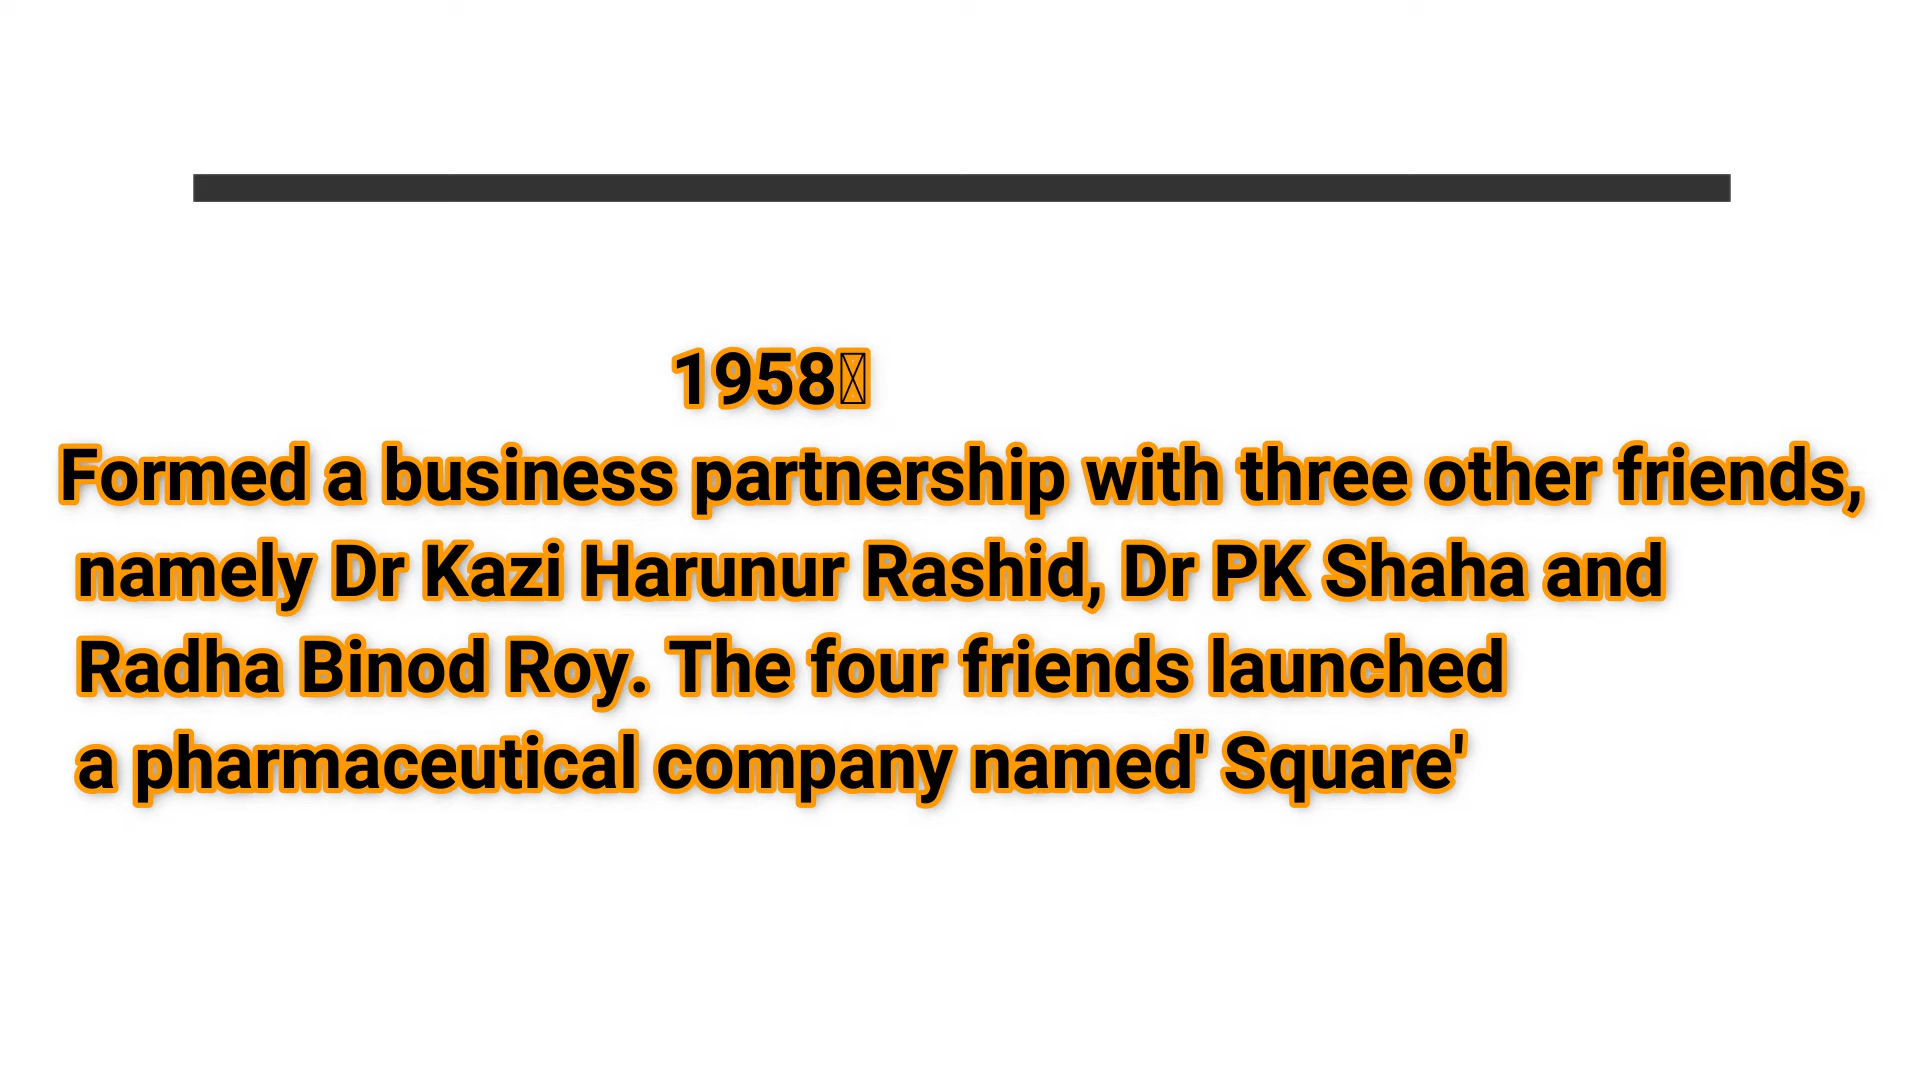 1958
Formed a business partnership with three other friends,
namely Dr Kazi Harunur Rashid, Dr PK Shaha and
Radha Binod Roy. The four friends launched
a pharmaceutical company named' Square'